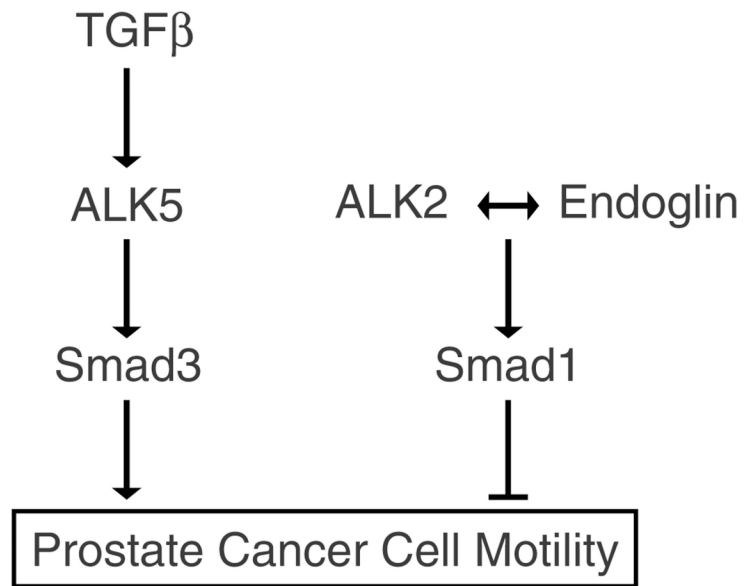 TGFβ
ALK5
ALK2
Endoglin
Smad3
Smad1
Prostate Cancer Cell Motility